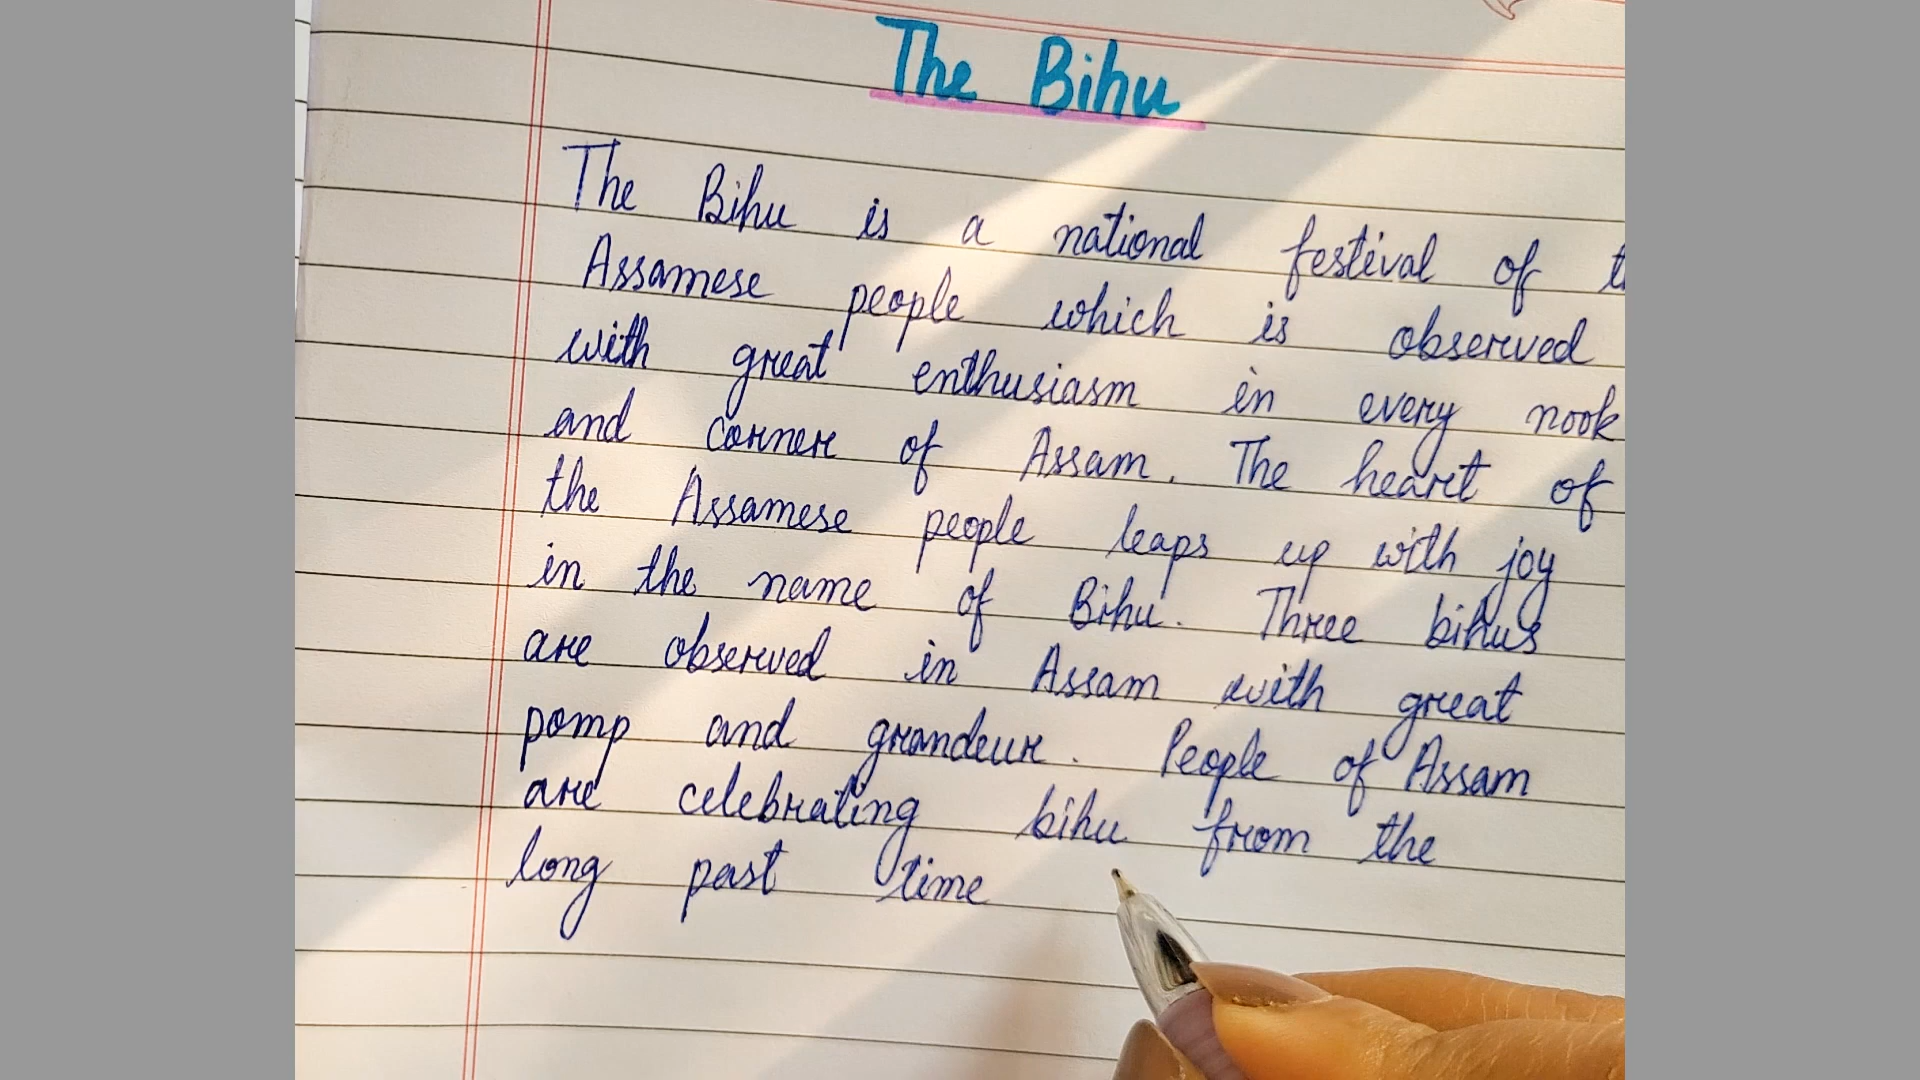 The Bihu
The Bihu is a national festival of
Assamese people which is observed
with great enthusiasm in every nook
and corner of Assam. The heart of
the Assamese people leaps up with joy
in the name of Bihu. Three bihus
are observed in Assam with great
pomp and grandeur. People of Assam
are celebrating bihu from the
long past time